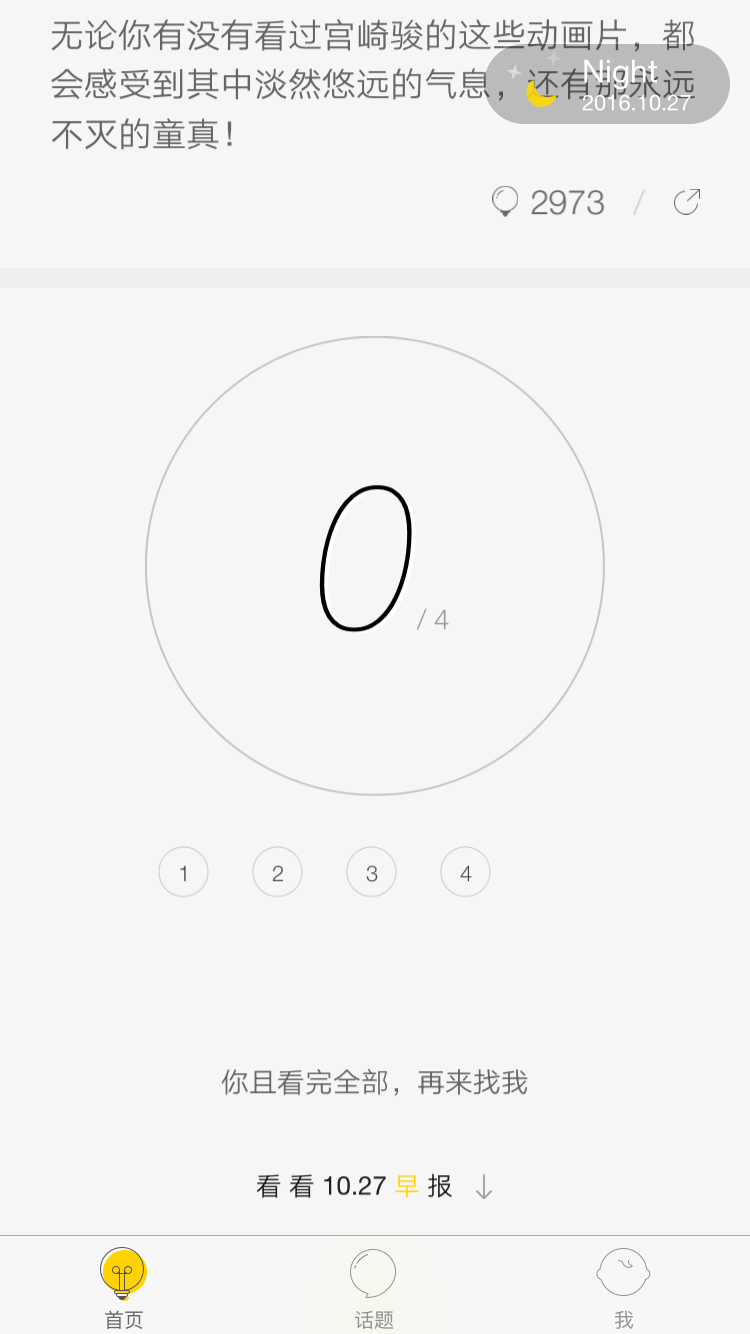 无论你有没有看过宫崎骏的这些动画片，都
会感受到其中淡然悠远的气息，还有那永远
Night
2016.10.27
不灭的童真！
2973
0
/ 4
1 2 3 4
你且看完全部，再来找我
看看 10.27 早报
首页 话题 我